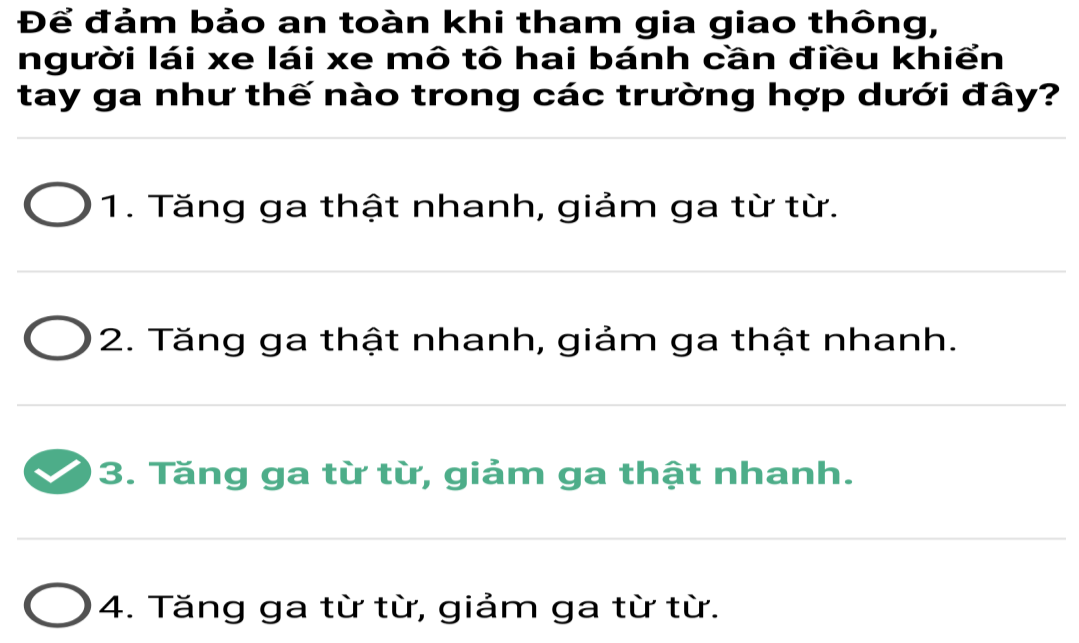 Để đảm bảo an toàn khi tham gia giao thông,
người lái xe lái xe mô tô hai bánh cần điều khiển
tay ga như thế nào trong các trường hợp dưới đây?
1. Tăng ga thật nhanh, giảm ga từ từ.
2. Tăng ga thật nhanh, giảm ga thật nhanh.
3. Tăng ga từ từ, giảm ga thật nhanh.
4. Tăng ga từ từ, giảm ga từ từ.